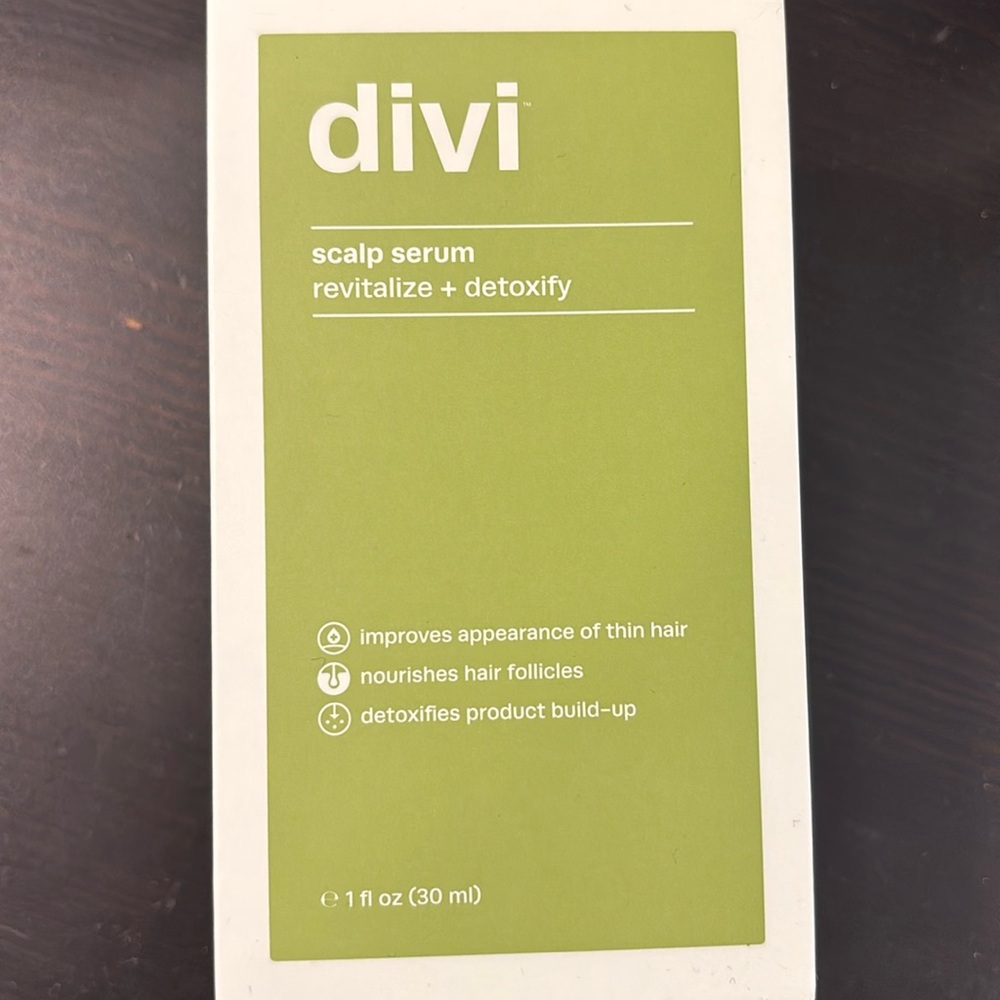 divi™
scalp serum
revitalize + detoxify
improves appearance of thin hair
nourishes hair follicles
detoxifies product build-up
℮ 1 fl oz (30 ml)